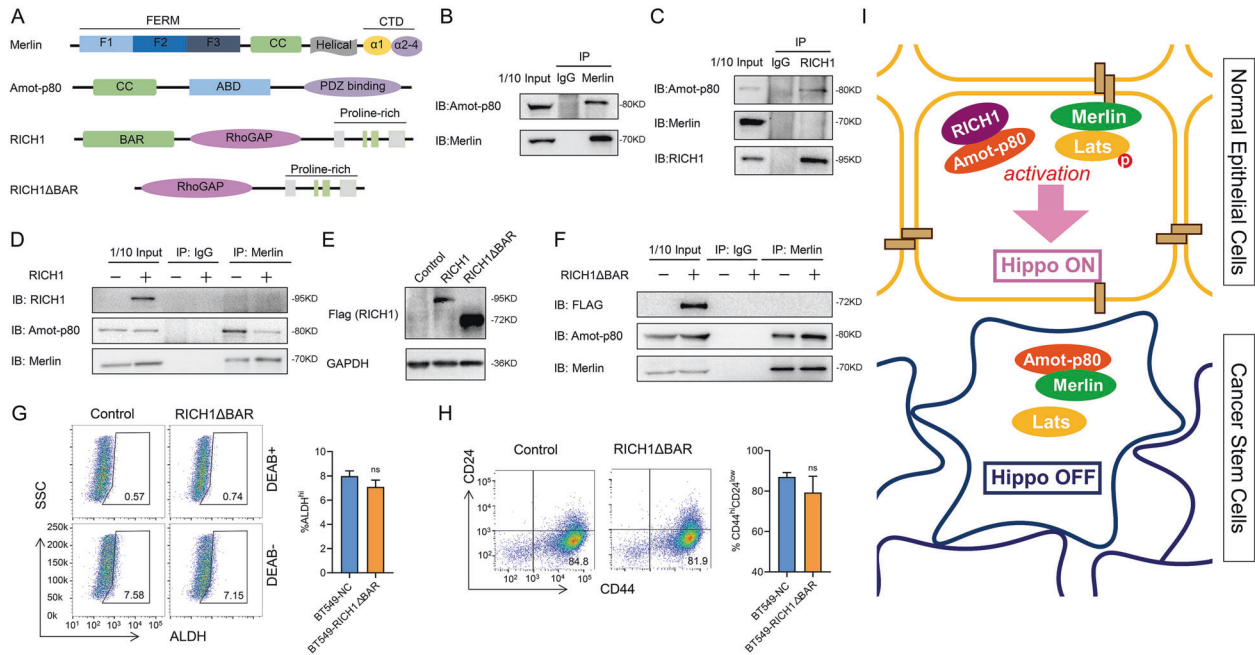 A
FERM
CTD
Merlin
F1 F2 F3 CC Helical α1 α2-4
Amot-p80
CC ABD PDZ binding
Proline-rich
RICH1
BAR RhoGAP
Proline-rich
RICH1ΔBAR
RhoGAP
B
IP
1/10 Input IgG Merlin
IB:Amot-p80 -80KD
IB:Merlin -70KD
C
IP
1/10 Input IgG RICH1
IB:Amot-p80 -80KD
IB:Merlin -70KD
IB:RICH1 -95KD
D
1/10 Input IP: IgG IP: Merlin
RICH1 − + − + − +
IB: RICH1 -95KD
IB: Amot-p80 -80KD
IB: Merlin -70KD
E
Control RICH1 RICH1ΔBAR
Flag (RICH1) -95KD
-72KD
GAPDH -36KD
F
1/10 Input IP: IgG IP: Merlin
RICH1ΔBAR − + − + − +
IB: FLAG -72KD
IB: Amot-p80 -80KD
IB: Merlin -70KD
G
Control RICH1ΔBAR
SSC
0.57 0.74
DEAB+
250k
200k
150k
100k
50k
0k
7.58 7.15
DEAB-
10¹ 10² 10³ 10⁴ 10⁵ 10¹ 10² 10³ 10⁴ 10⁵
ALDH
%ALDHhi
10
8
6
4
2
0
ns
BT549-NC
BT549-RICH1ΔBAR
H
Control RICH1ΔBAR
CD24
10⁵
10⁴
10³
10²
84.8 81.9
10² 10³ 10⁴ 10⁵ 10² 10³ 10⁴ 10⁵
CD44
% CD44hiCD24low
100
80
60
40
ns
BT549-NC
BT549-RICH1ΔBAR
I
RICH1
Amot-p80
Merlin
Lats
p
activation
Hippo ON
Normal Epithelial Cells
Amot-p80
Merlin
Lats
Hippo OFF
Cancer Stem Cells